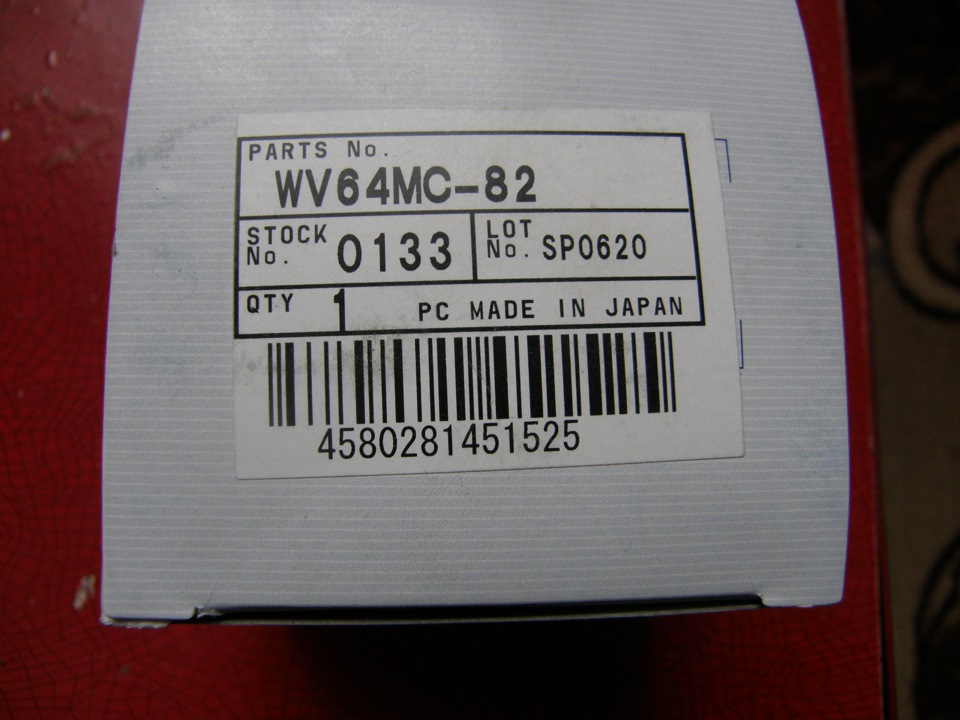 PARTS No.
WV64MC-82
STOCK No. 0133
LOT No. SP0620
QTY 1 PC MADE IN JAPAN
4580281451525